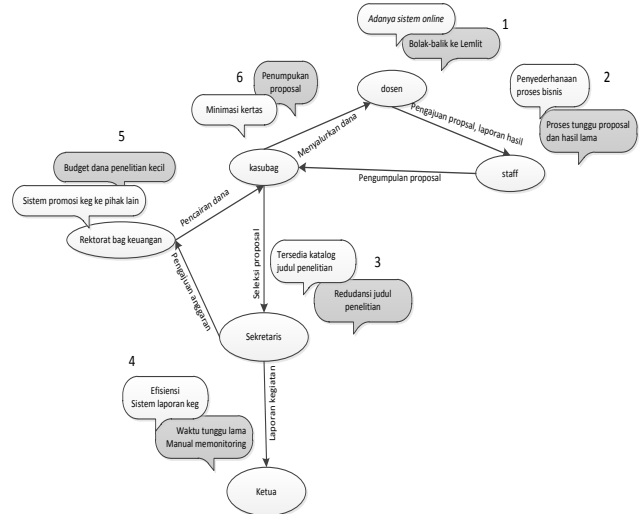 Adanya sistem online
1
Bolak-balik ke Lemlit
6
Penumpukan
proposal
Minimasi kertas
dosen
2
Penyederhanaan
proses bisnis
Proses tunggu proposal
dan hasil lama
Menyalurkan dana
Pengajuan propsal, laporan hasil
5
Budget dana penelitian kecil
Sistem promosi keg ke pihak lain
kasubag
staff
Pengumpulan proposal
Pencairan dana
Rektorat bag keuangan
Seleksi proposal
Tersedia katalog
judul penelitian
3
Redudansi judul
penelitian
Pengajuan anggaran
Sekretaris
4
Efisiensi
Sistem laporan keg
Waktu tunggu lama
Manual memonitoring
Laporan kegiatan
Ketua